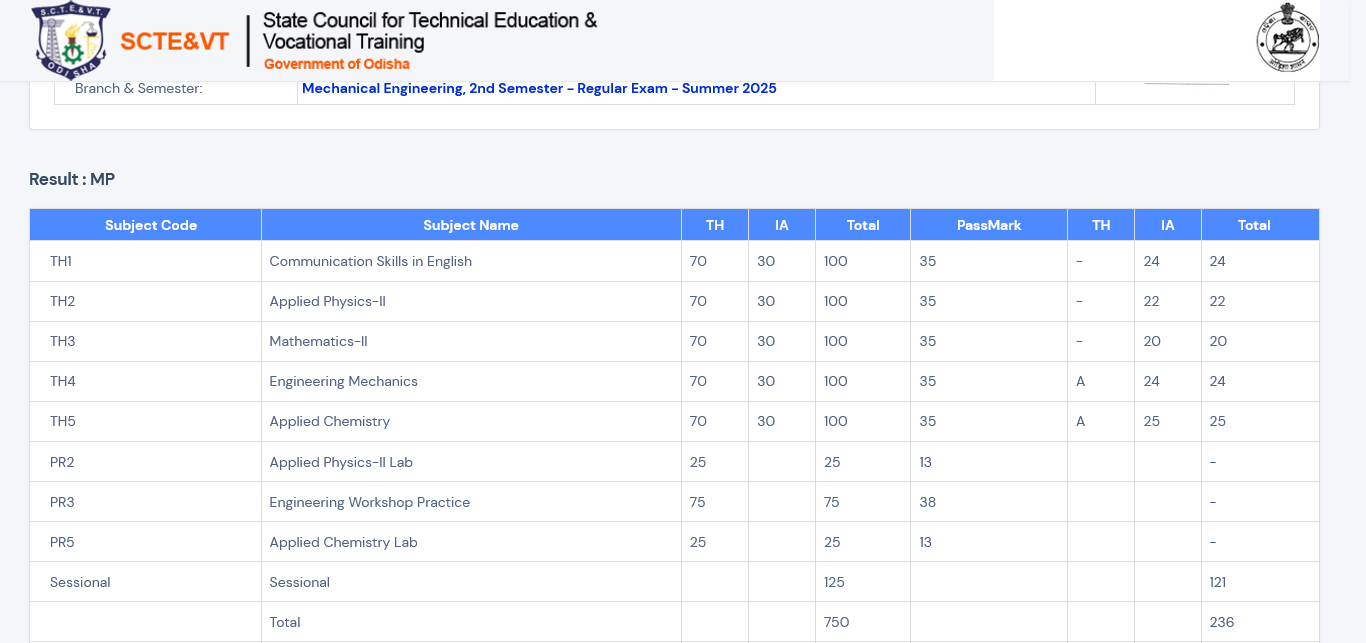 S.C.T.E.&V.T.
ODISHA
SCTE&VT
State Council for Technical Education &
Vocational Training
Government of Odisha
Branch & Semester: Mechanical Engineering, 2nd Semester - Regular Exam - Summer 2025
Result : MP
Subject Code Subject Name TH IA Total PassMark TH IA Total
TH1 Communication Skills in English 70 30 100 35 - 24 24
TH2 Applied Physics-II 70 30 100 35 - 22 22
TH3 Mathematics-II 70 30 100 35 - 20 20
TH4 Engineering Mechanics 70 30 100 35 A 24 24
TH5 Applied Chemistry 70 30 100 35 A 25 25
PR2 Applied Physics-II Lab 25 25 13 -
PR3 Engineering Workshop Practice 75 75 38 -
PR5 Applied Chemistry Lab 25 25 13 -
Sessional Sessional 125 121
Total 750 236